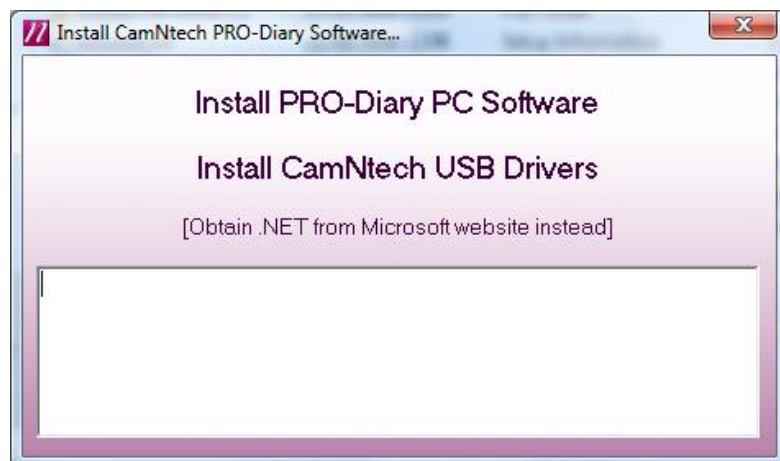 Install CamNtech PRO-Diary Software...
Install PRO-Diary PC Software
Install CamNtech USB Drivers
[Obtain .NET from Microsoft website instead]